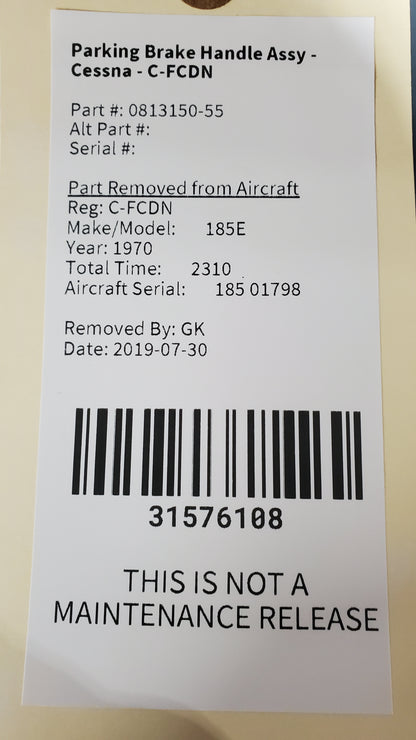 Parking Brake Handle Assy -
Cessna - C-FCDN
Part #: 0813150-55
Alt Part #:
Serial #:
Part Removed from Aircraft
Reg: C-FCDN
Make/Model: 185E
Year: 1970
Total Time: 2310
Aircraft Serial: 185 01798
Removed By: GK
Date: 2019-07-30
31576108
THIS IS NOT A
MAINTENANCE RELEASE